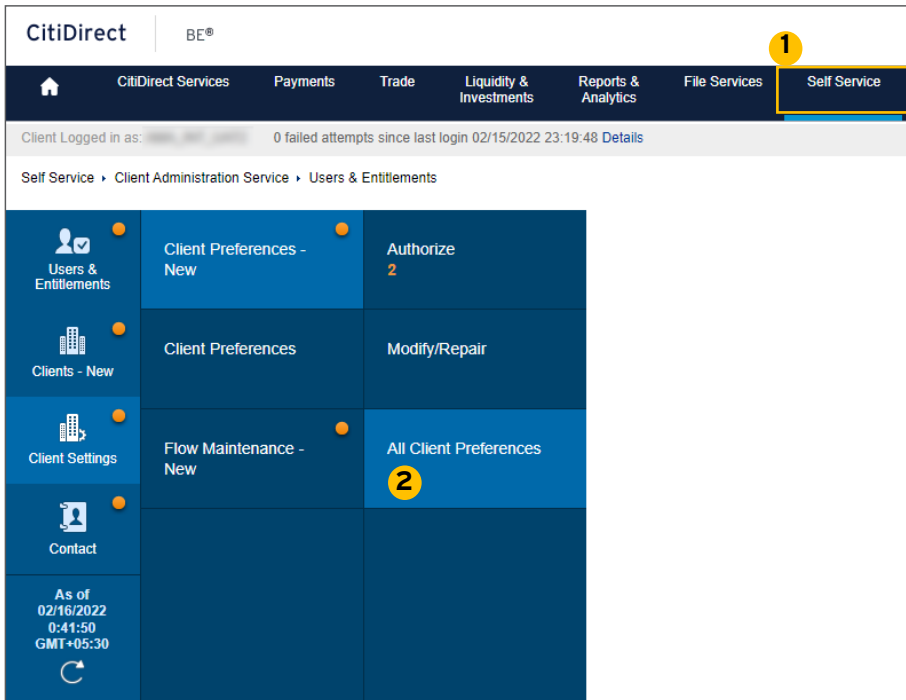 CitiDirect BE®
1
CitiDirect Services Payments Trade Liquidity & Investments Reports & Analytics File Services Self Service
Client Logged in as: 0 failed attempts since last login 02/15/2022 23:19:48 Details
Self Service ▸ Client Administration Service ▸ Users & Entitlements
Users &
Entitlements
Client Preferences -
New
Authorize
2
Clients - New
Client Preferences
Modify/Repair
Client Settings
Flow Maintenance -
New
All Client Preferences
2
Contact
As of
02/16/2022
0:41:50
GMT+05:30